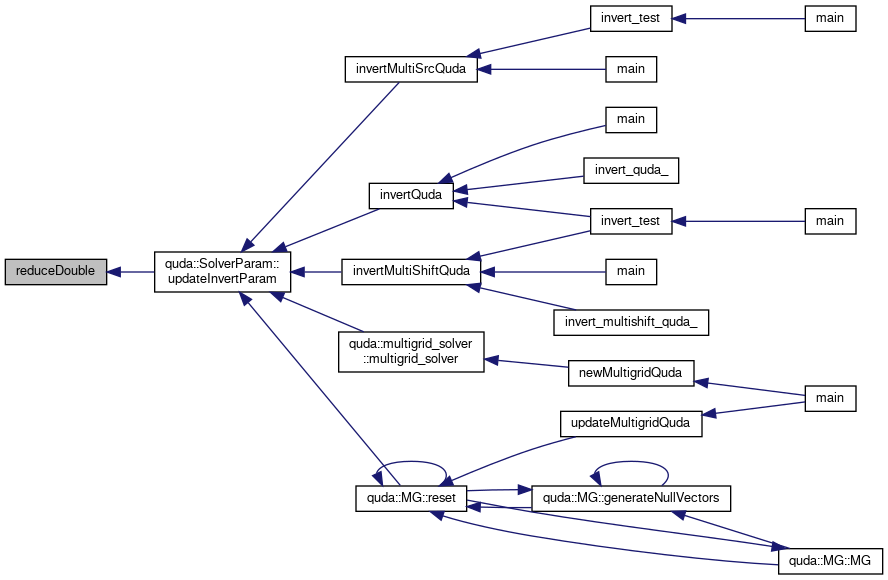 invert_test
main
invertMultiSrcQuda
main
main
invert_quda_
invertQuda
invert_test
main
reduceDouble
quda::SolverParam::
updateInvertParam
invertMultiShiftQuda
main
invert_multishift_quda_
quda::multigrid_solver
::multigrid_solver
newMultigridQuda
main
updateMultigridQuda
quda::MG::reset
quda::MG::generateNullVectors
quda::MG::MG